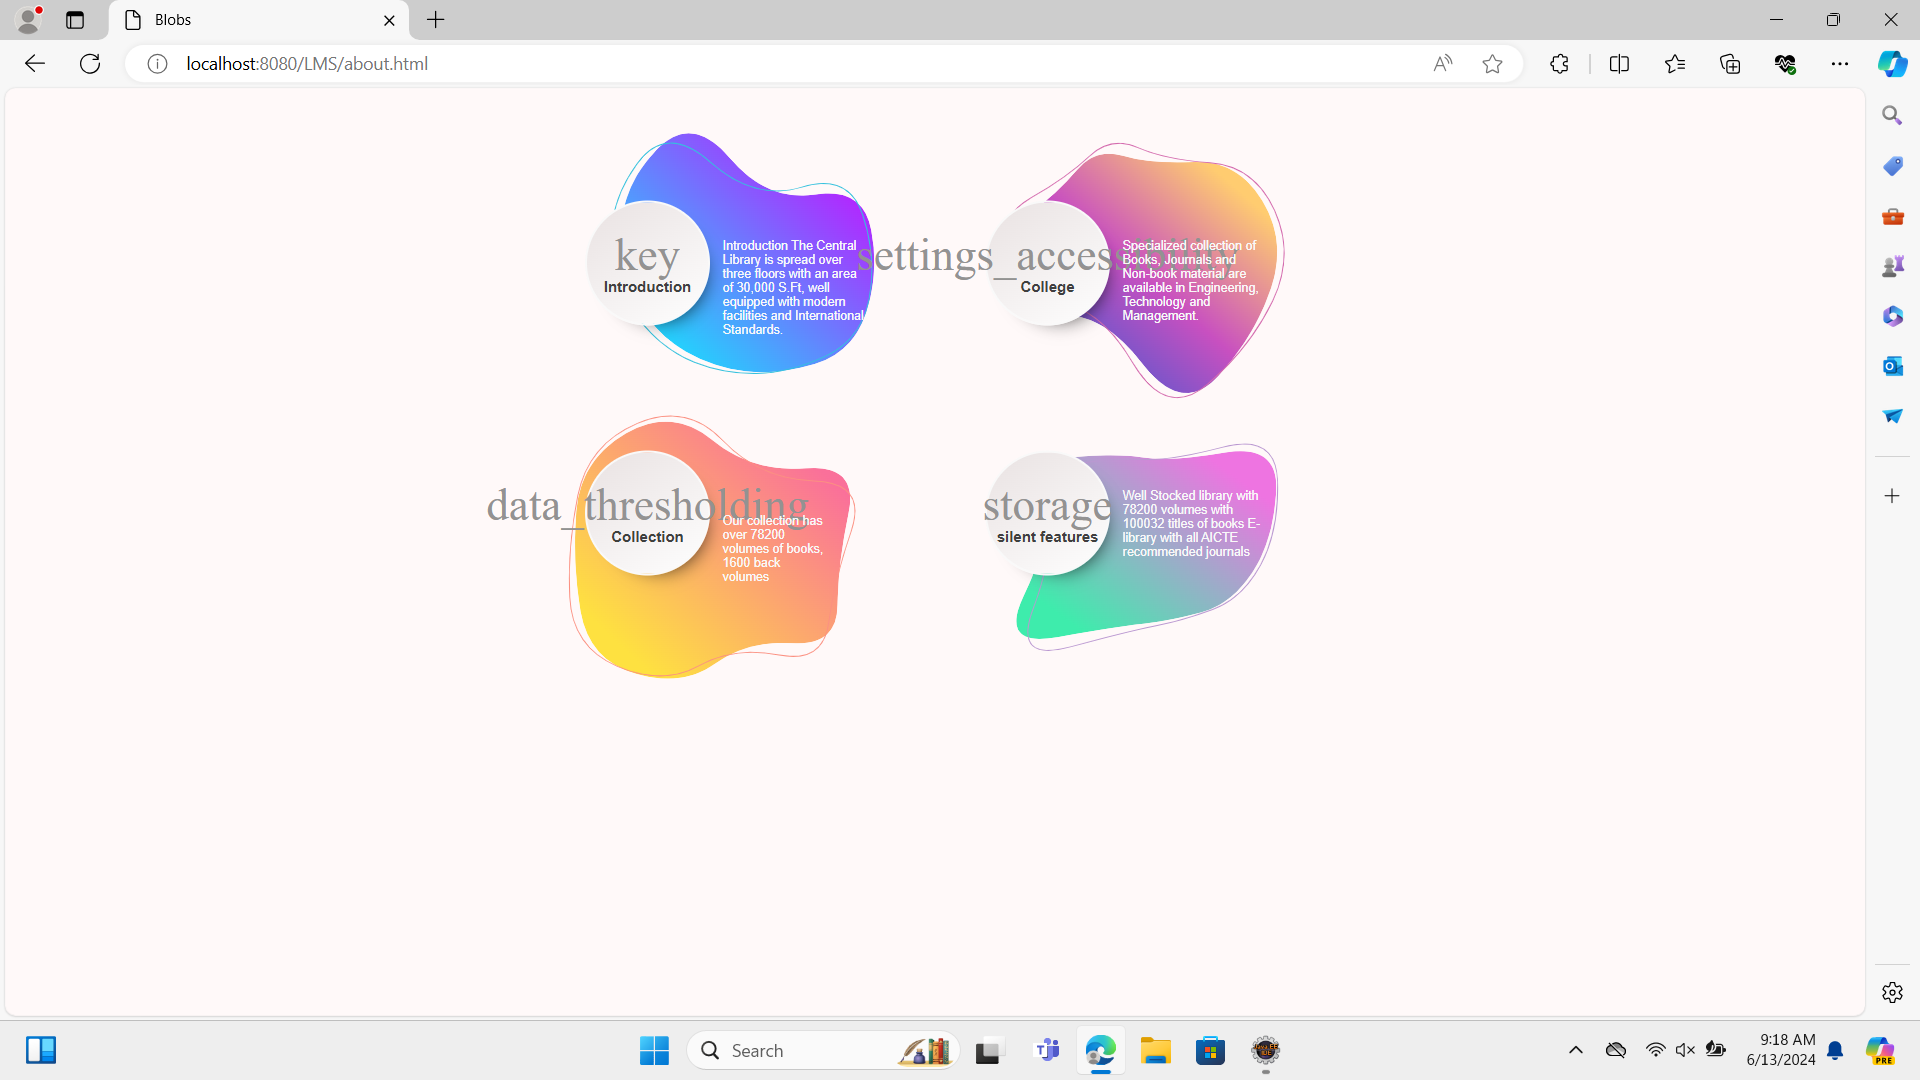 Blobs
localhost:8080/LMS/about.html
key
Introduction
Introduction The Central
Library is spread over
three floors with an area
of 30,000 S.Ft, well
equipped with modern
facilities and International
Standards.
settings_accessibility
College
Specialized collection of
Books, Journals and
Non-book material are
available in Engineering,
Technology and
Management.
data_thresholding
Collection
Our collection has
over 78200
volumes of books,
1600 back
volumes
storage
silent features
Well Stocked library with
78200 volumes with
100032 titles of books E-
library with all AICTE
recommended journals
Search
9:18 AM
6/13/2024
PRE